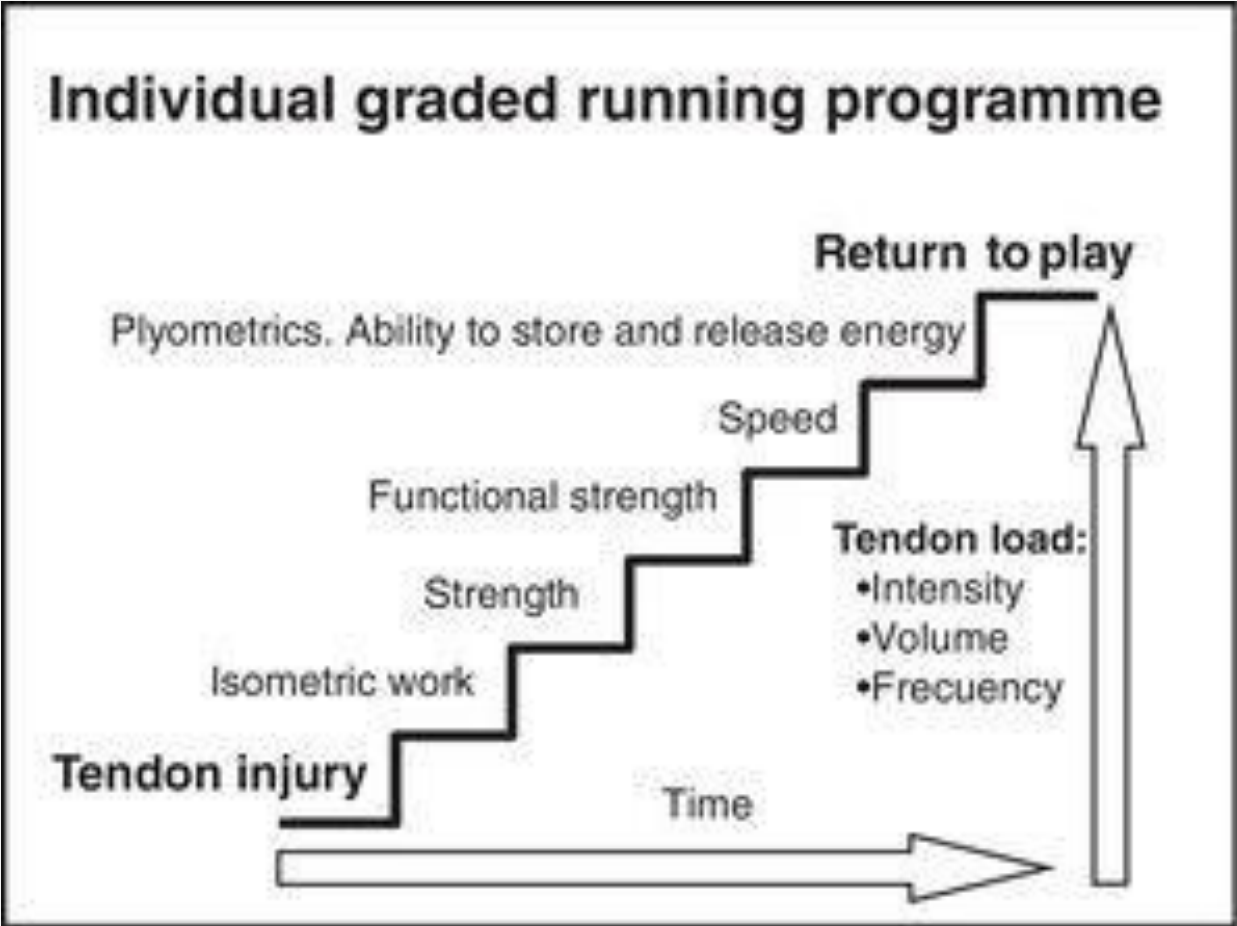 Individual graded running programme
Return to play
Plyometrics. Ability to store and release energy
Speed
Functional strength
Tendon load:
•Intensity
Strength
•Volume
Isometric work
•Frecuency
Tendon injury
Time